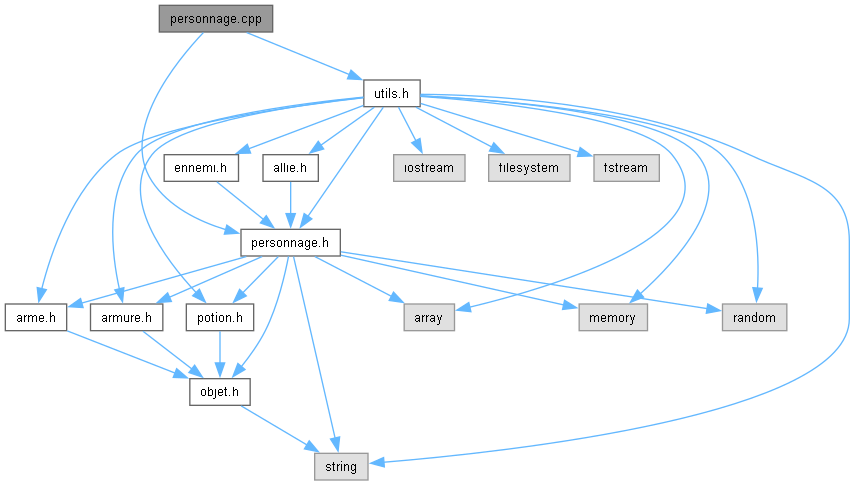 personnage.cpp
utils.h
ennemi.h
allie.h
iostream
filesystem
fstream
personnage.h
arme.h
armure.h
potion.h
array
memory
random
objet.h
string